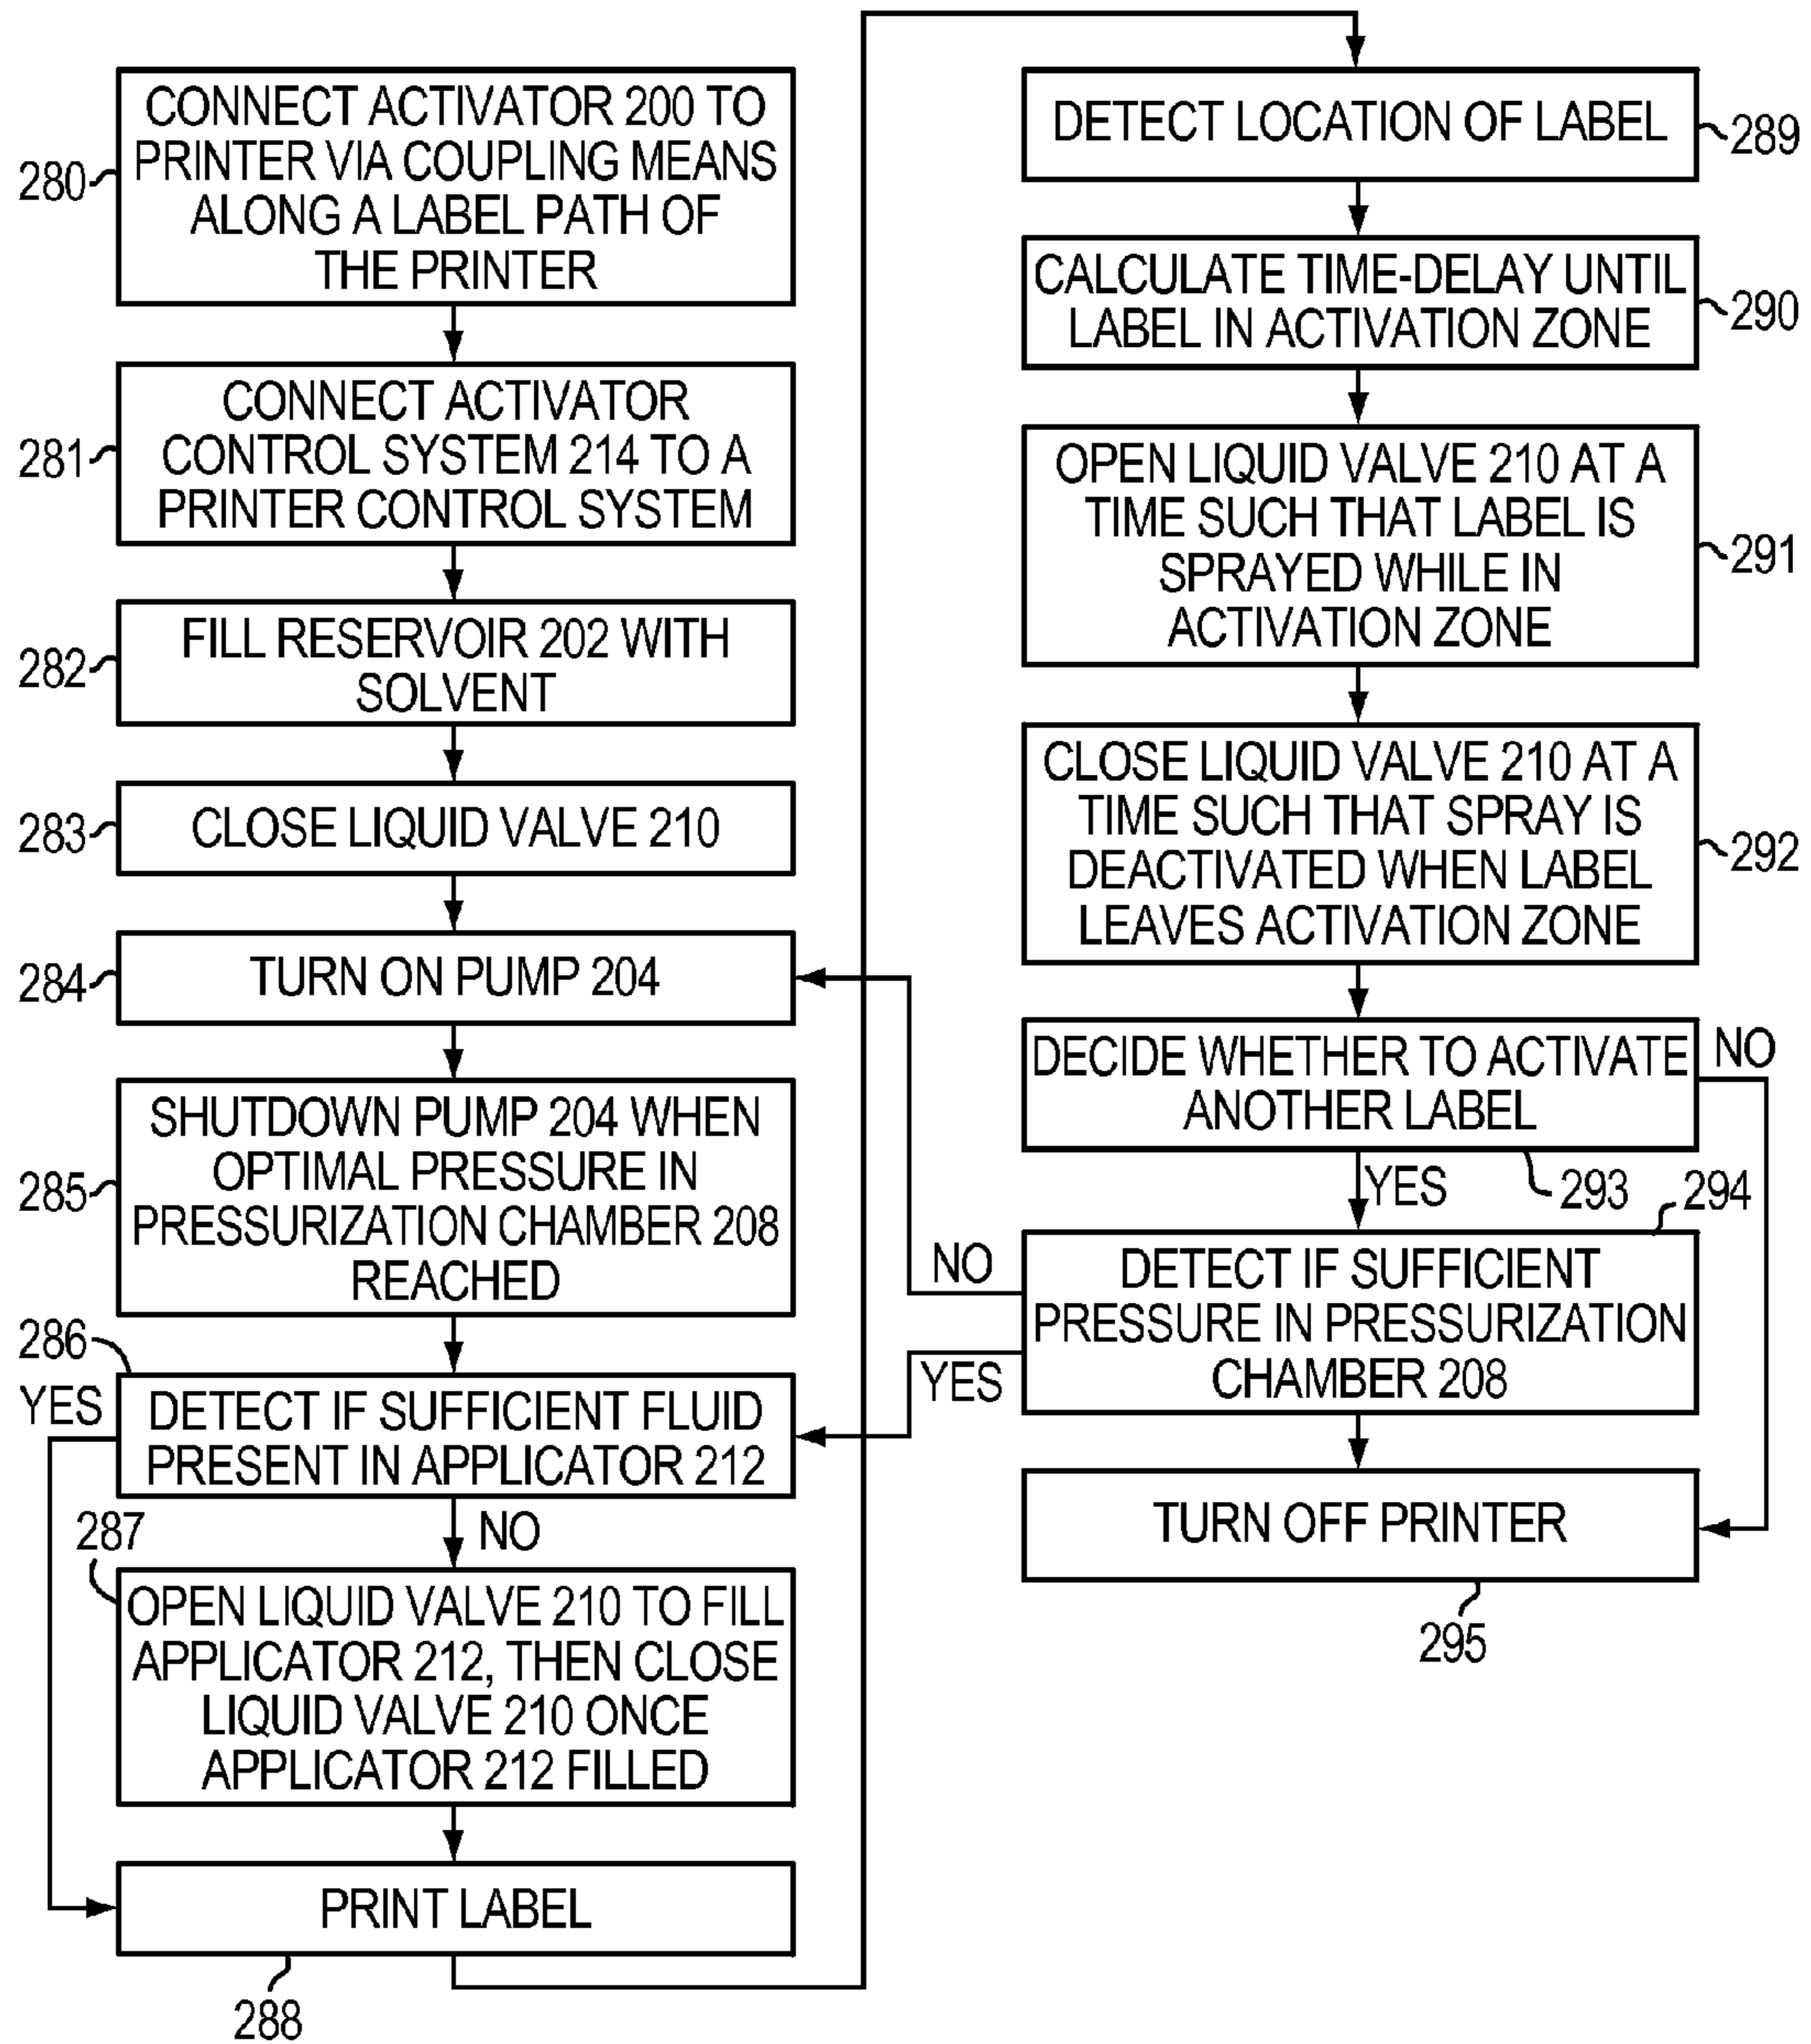 CONNECT ACTIVATOR 200 TO
PRINTER VIA COUPLING MEANS
ALONG A LABEL PATH OF
THE PRINTER
280
CONNECT ACTIVATOR
CONTROL SYSTEM 214 TO A
PRINTER CONTROL SYSTEM
281
FILL RESERVOIR 202 WITH
SOLVENT
282
CLOSE LIQUID VALVE 210
283
TURN ON PUMP 204
284
SHUTDOWN PUMP 204 WHEN
OPTIMAL PRESSURE IN
PRESSURIZATION CHAMBER 208
REACHED
285
286
YES
DETECT IF SUFFICIENT FLUID
PRESENT IN APPLICATOR 212
NO
287
OPEN LIQUID VALVE 210 TO FILL
APPLICATOR 212, THEN CLOSE
LIQUID VALVE 210 ONCE
APPLICATOR 212 FILLED
PRINT LABEL
288
DETECT LOCATION OF LABEL
289
CALCULATE TIME-DELAY UNTIL
LABEL IN ACTIVATION ZONE
290
OPEN LIQUID VALVE 210 AT A
TIME SUCH THAT LABEL IS
SPRAYED WHILE IN
ACTIVATION ZONE
291
CLOSE LIQUID VALVE 210 AT A
TIME SUCH THAT SPRAY IS
DEACTIVATED WHEN LABEL
LEAVES ACTIVATION ZONE
292
DECIDE WHETHER TO ACTIVATE
ANOTHER LABEL
NO
YES
293
294
NO
DETECT IF SUFFICIENT
PRESSURE IN PRESSURIZATION
CHAMBER 208
YES
TURN OFF PRINTER
295